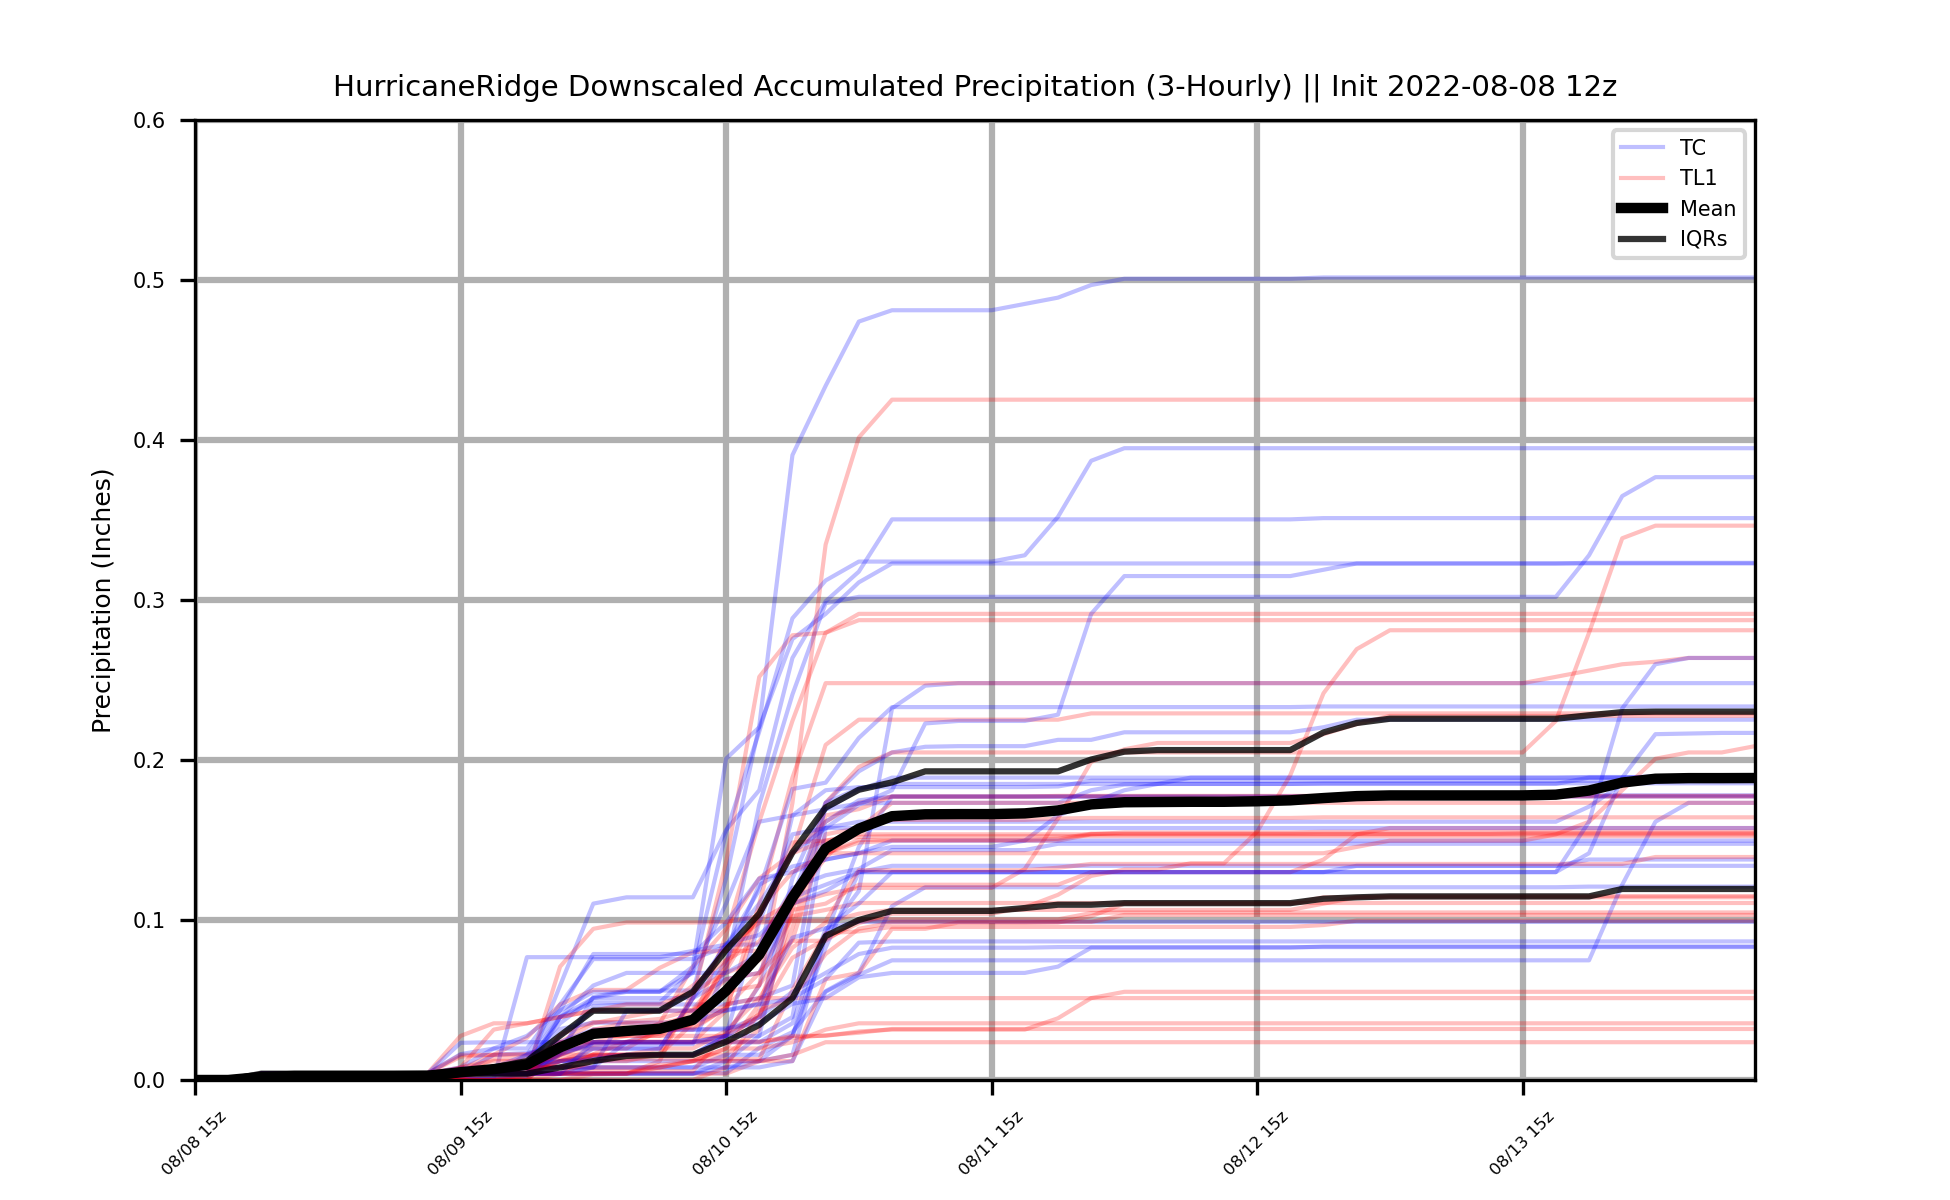 HurricaneRidge Downscaled Accumulated Precipitation (3-Hourly) || Init 2022-08-08 12z
0.6
0.5
0.4
0.3
0.2
0.1
0.0
Precipitation (Inches)
TC
TL1
Mean
IQRs
08/08 15z
08/09 15z
08/10 15z
08/11 15z
08/12 15z
08/13 15z